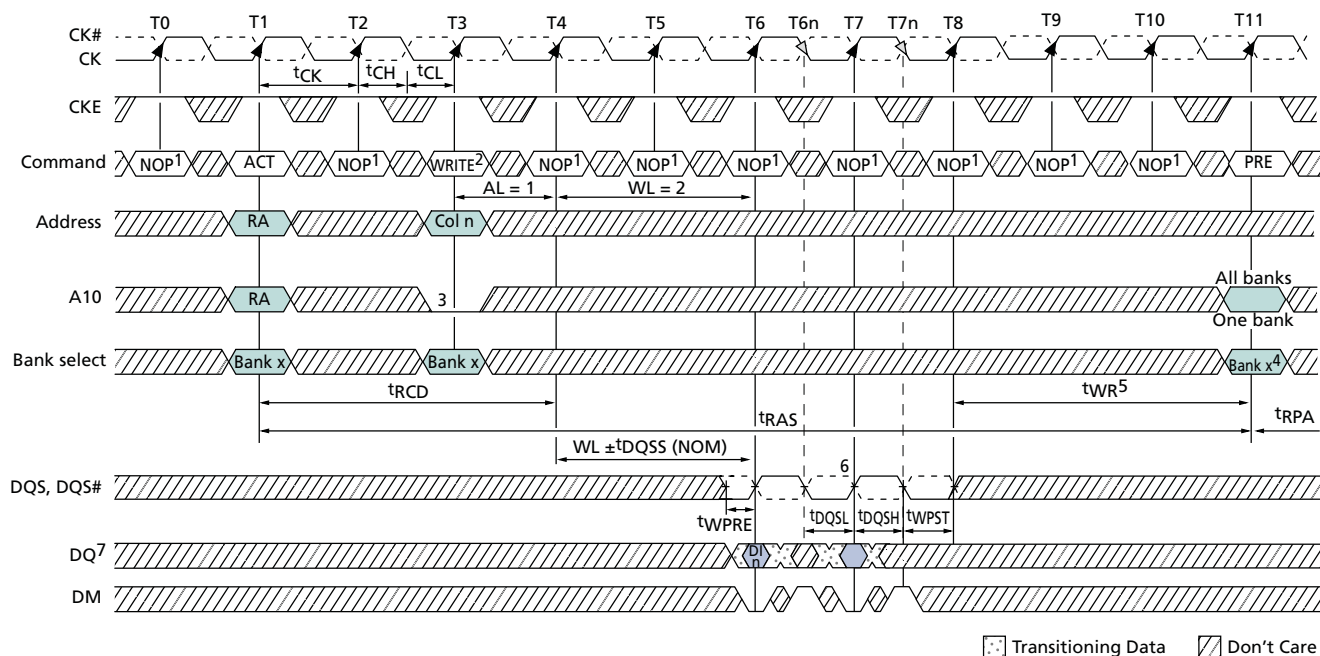 T0 T1 T2 T3 T4 T5 T6 T6n T7 T7n T8 T9 T10 T11
CK#
CK
tCK tCH tCL
CKE
Command NOP1 ACT NOP1 WRITE2 NOP1 NOP1 NOP1 NOP1 NOP1 NOP1 NOP1 PRE
AL = 1 WL = 2
Address RA Col n
All banks
A10 RA 3
One bank
Bank select Bank x Bank x Bank x4
tRCD tWR5
tRAS tRPA
WL ±tDQSS (NOM)
6
DQS, DQS#
tWPRE tDQSL tDQSH tWPST
DQ7 DI
n
DM
Transitioning Data Don't Care